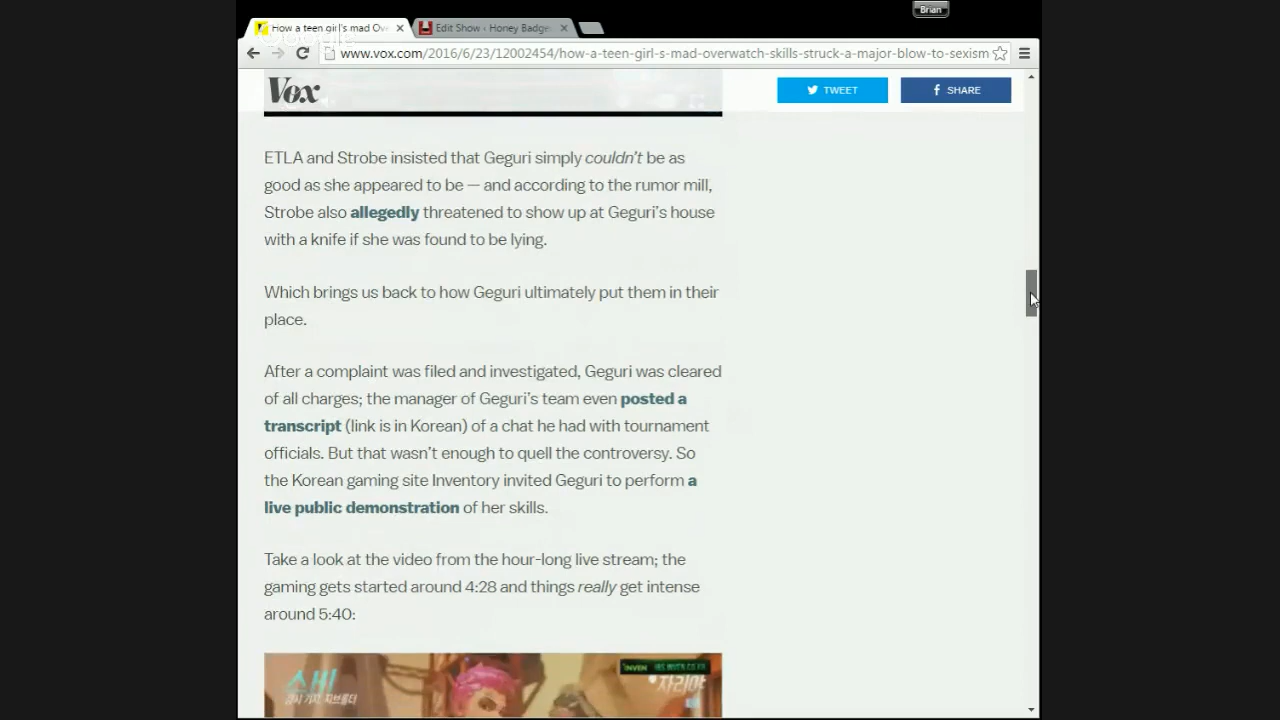 Brian
How a teen girl's mad Ov
Edit Show ‹ Honey Badge
www.vox.com/2016/6/23/12002454/how-a-teen-girl-s-mad-overwatch-skills-struck-a-major-blow-to-sexism
Vox
TWEET
SHARE
ETLA and Strobe insisted that Geguri simply couldn't be as
good as she appeared to be — and according to the rumor mill,
Strobe also allegedly threatened to show up at Geguri's house
with a knife if she was found to be lying.
Which brings us back to how Geguri ultimately put them in their
place.
After a complaint was filed and investigated, Geguri was cleared
of all charges; the manager of Geguri's team even posted a
transcript (link is in Korean) of a chat he had with tournament
officials. But that wasn't enough to quell the controversy. So
the Korean gaming site Inventory invited Geguri to perform a
live public demonstration of her skills.
Take a look at the video from the hour-long live stream; the
gaming gets started around 4:28 and things really get intense
around 5:40:
INVEN
자리야